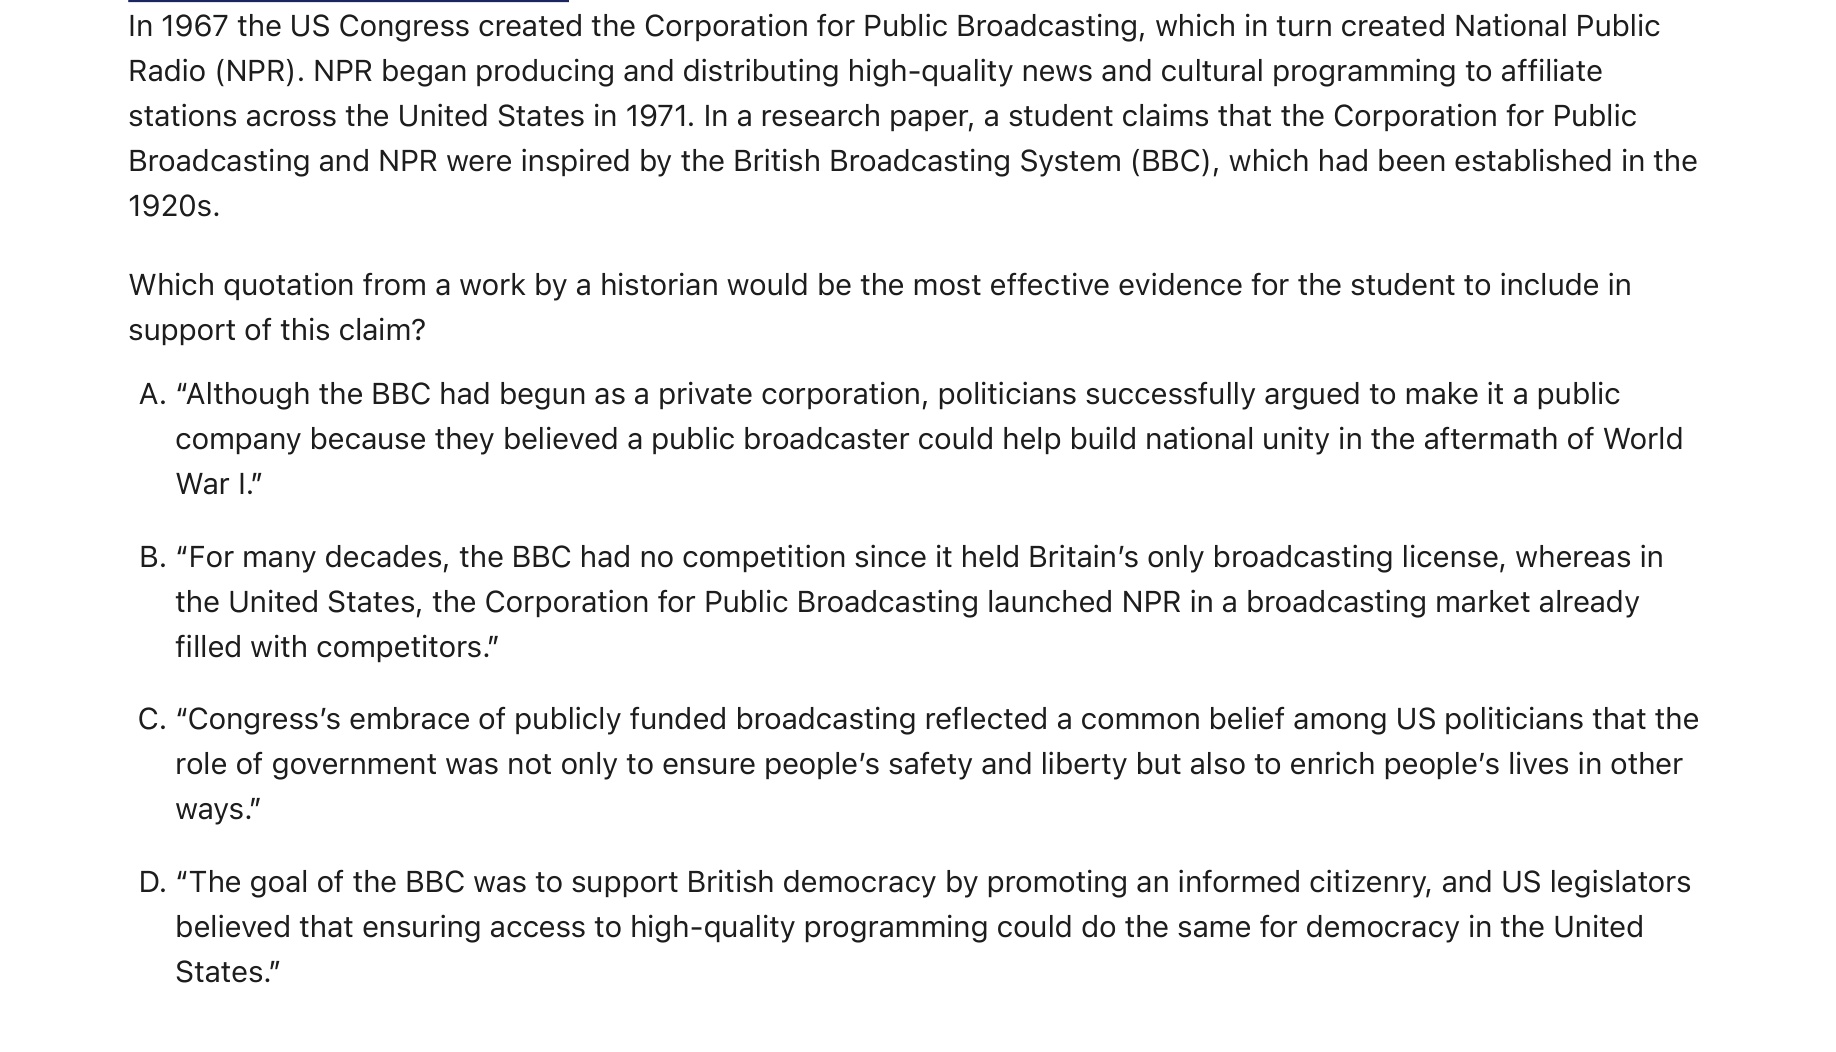 In 1967 the US Congress created the Corporation for Public Broadcasting, which in turn created National Public
Radio (NPR). NPR began producing and distributing high-quality news and cultural programming to affiliate
stations across the United States in 1971. In a research paper, a student claims that the Corporation for Public
Broadcasting and NPR were inspired by the British Broadcasting System (BBC), which had been established in the
1920s.
Which quotation from a work by a historian would be the most effective evidence for the student to include in
support of this claim?
A. “Although the BBC had begun as a private corporation, politicians successfully argued to make it a public
company because they believed a public broadcaster could help build national unity in the aftermath of World
War I.”
B. “For many decades, the BBC had no competition since it held Britain’s only broadcasting license, whereas in
the United States, the Corporation for Public Broadcasting launched NPR in a broadcasting market already
filled with competitors.”
C. “Congress’s embrace of publicly funded broadcasting reflected a common belief among US politicians that the
role of government was not only to ensure people’s safety and liberty but also to enrich people’s lives in other
ways.”
D. “The goal of the BBC was to support British democracy by promoting an informed citizenry, and US legislators
believed that ensuring access to high-quality programming could do the same for democracy in the United
States.”